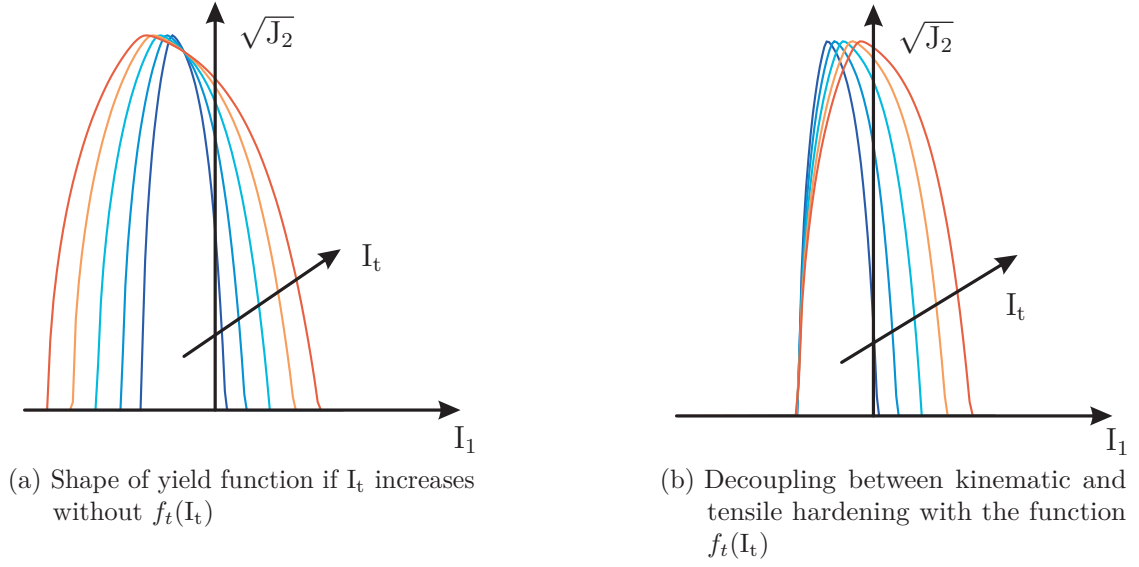 √J₂
Iₜ
I₁
(a) Shape of yield function if Iₜ increases
without fₜ(Iₜ)
√J₂
Iₜ
I₁
(b) Decoupling between kinematic and
tensile hardening with the function
fₜ(Iₜ)